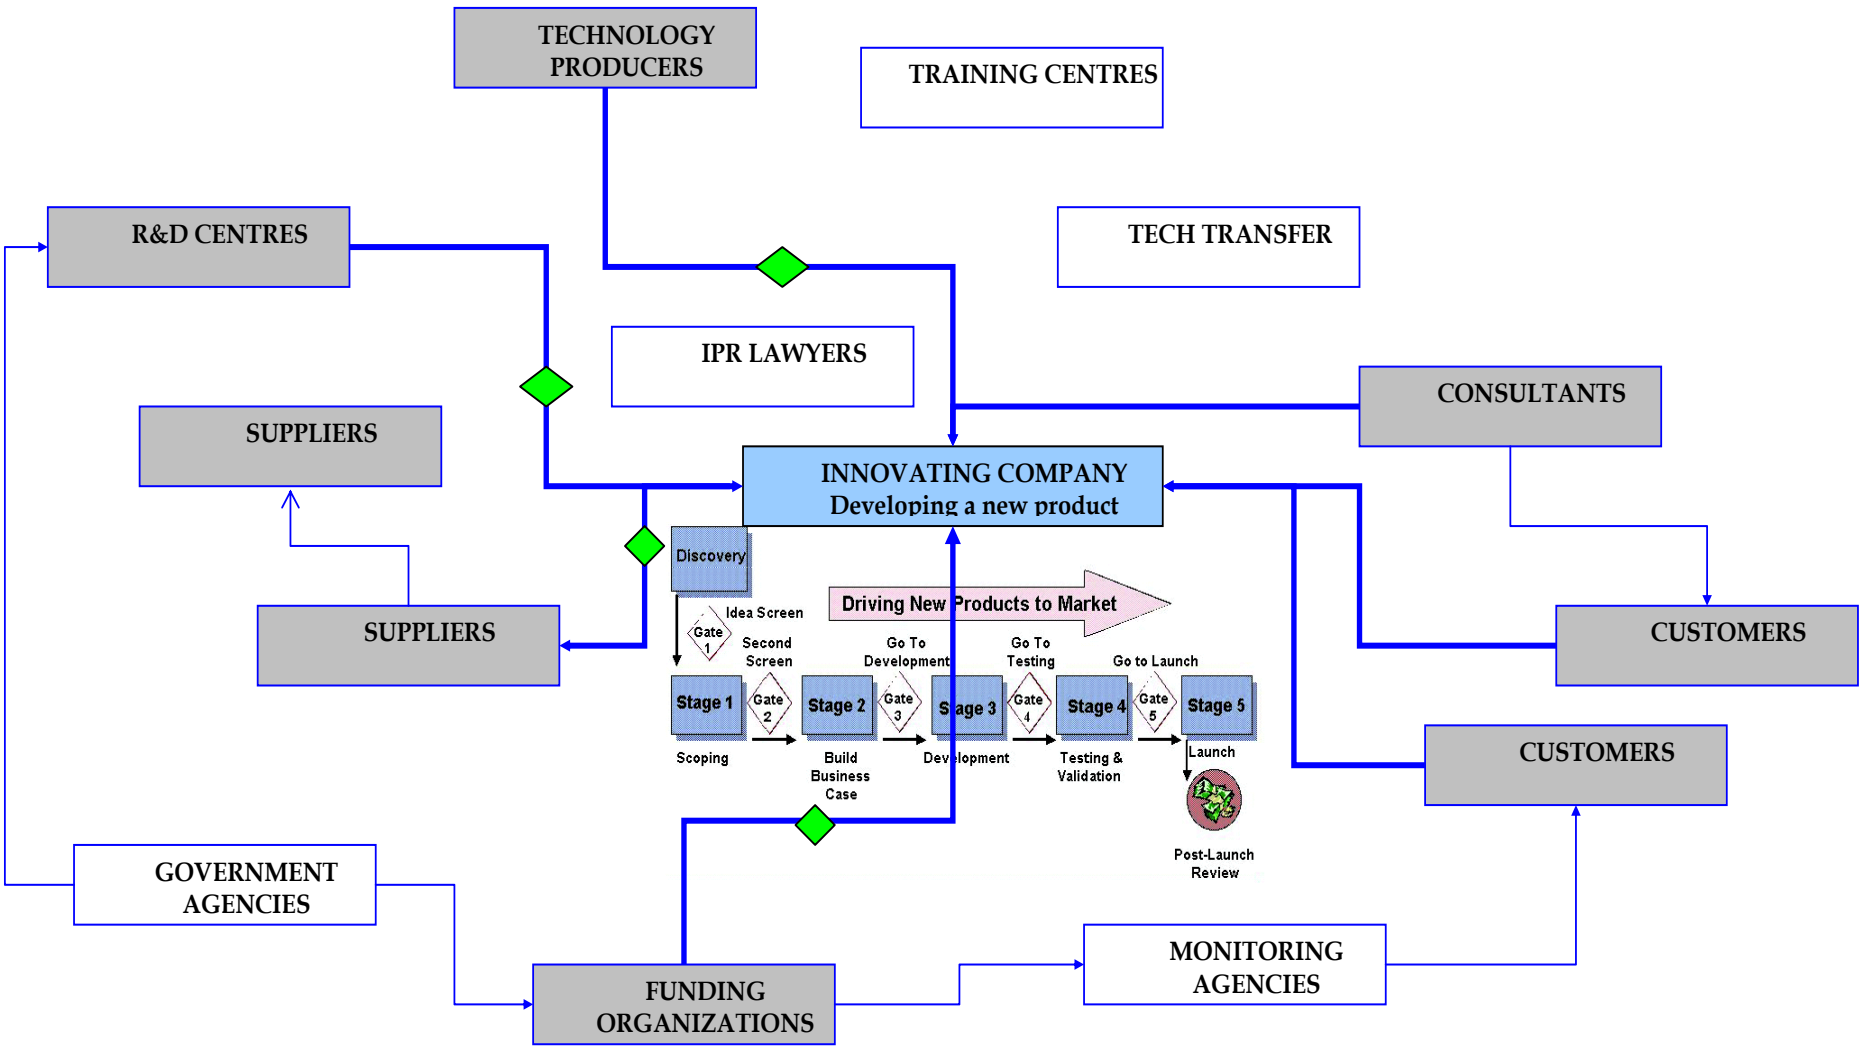 TECHNOLOGY
PRODUCERS
TRAINING CENTRES
R&D CENTRES
TECH TRANSFER
IPR LAWYERS
CONSULTANTS
SUPPLIERS
INNOVATING COMPANY
Developing a new product
Discovery
Driving New Products to Market
Idea Screen
Gate
1
SUPPLIERS
CUSTOMERS
Second
Screen
Go To
Development
Go To
Testing
Go to Launch
Stage 1
Gate
2
Stage 2
Gate
3
Stage 3
Gate
4
Stage 4
Gate
5
Stage 5
Scoping
Build
Business
Case
Development
Testing &
Validation
Launch
CUSTOMERS
Post-Launch
Review
GOVERNMENT
AGENCIES
MONITORING
AGENCIES
FUNDING
ORGANIZATIONS